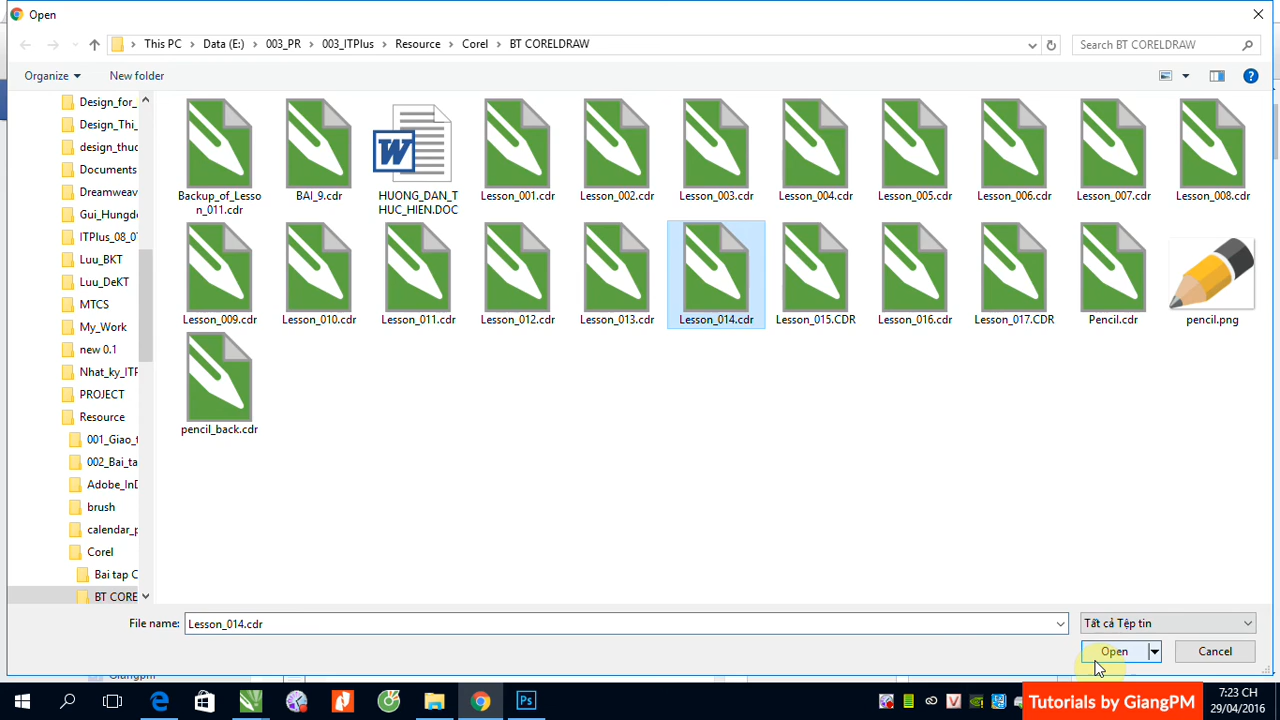 Open
This PC > Data (E:) > 003_PR > 003_ITPlus > Resource > Corel > BT CORELDRAW
Search BT CORELDRAW
Organize
New folder
Design_for_
Design_Thi_
design_thuc
Documents
Dreamweav
Gui_Hungdu
ITPlus_08_07
Luu_BKT
Luu_DeKT
MTCS
My_Work
new 0.1
Nhat_ky_ITP
PROJECT
Resource
001_Giao_t
002_Bai_ta
Adobe_InD
brush
calendar_p
Corel
Bai tap C
BT CORE
Backup_of_Lesso
n_011.cdr
BAI_9.cdr
HUONG_DAN_T
HUC_HIEN.DOC
Lesson_001.cdr
Lesson_002.cdr
Lesson_003.cdr
Lesson_004.cdr
Lesson_005.cdr
Lesson_006.cdr
Lesson_007.cdr
Lesson_008.cdr
Lesson_009.cdr
Lesson_010.cdr
Lesson_011.cdr
Lesson_012.cdr
Lesson_013.cdr
Lesson_014.cdr
Lesson_015.CDR
Lesson_016.cdr
Lesson_017.CDR
Pencil.cdr
pencil.png
pencil_back.cdr
File name:
Lesson_014.cdr
Tất cả Tệp tin
Open
Cancel
Tutorials by GiangPM
7:23 CH
29/04/2016